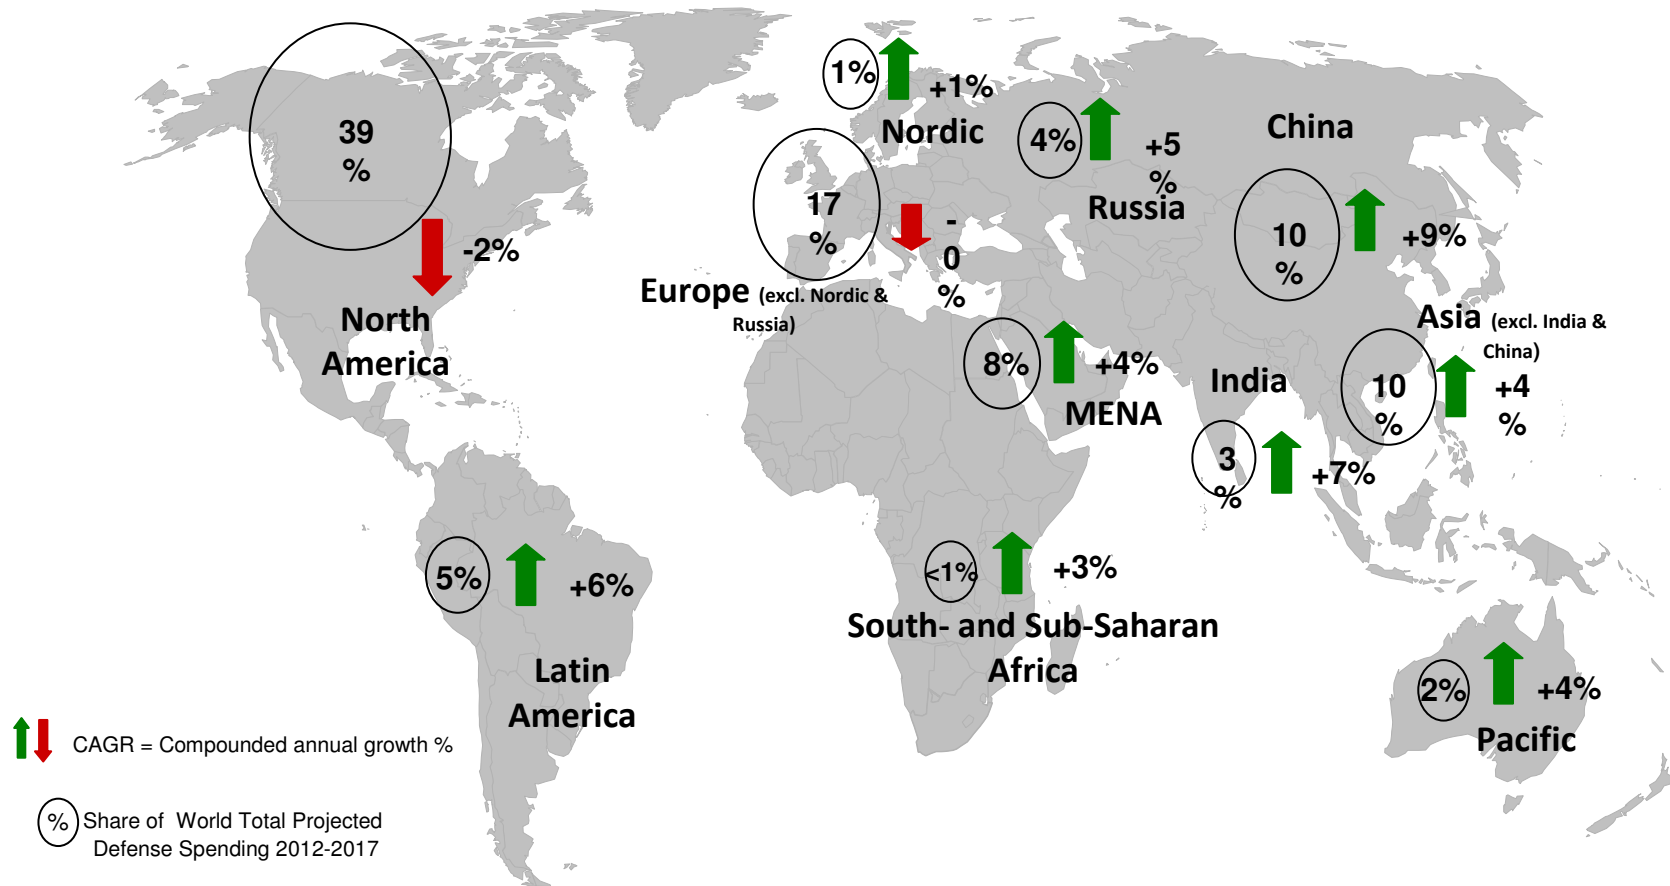 39
%
-2%
North
America
1%
+1%
Nordic
4%
+5
%
Russia
17
%
-
0
%
Europe (excl. Nordic &
Russia)
China
10
%
+9%
Asia (excl. India &
China)
10
%
+4
%
8%
+4%
MENA
India
3
%
+7%
5%
+6%
Latin
America
<1%
+3%
South- and Sub-Saharan
Africa
2%
+4%
Pacific
CAGR = Compounded annual growth %
% Share of World Total Projected
Defense Spending 2012-2017